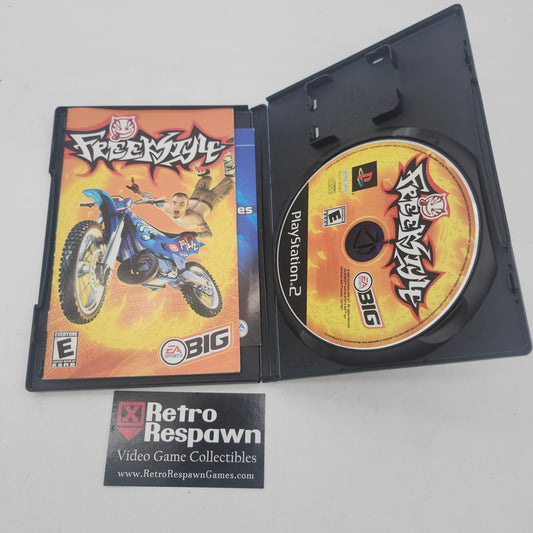 FREEKSTYLE
es
EVERYONE
E
ESRB
EA
SPORTS
BIG
FREEKSTYLE
E
PlayStation.2
EA
SPORTS
BIG
Retro
Respawn
Video Game Collectibles
www.RetroRespawnGames.com